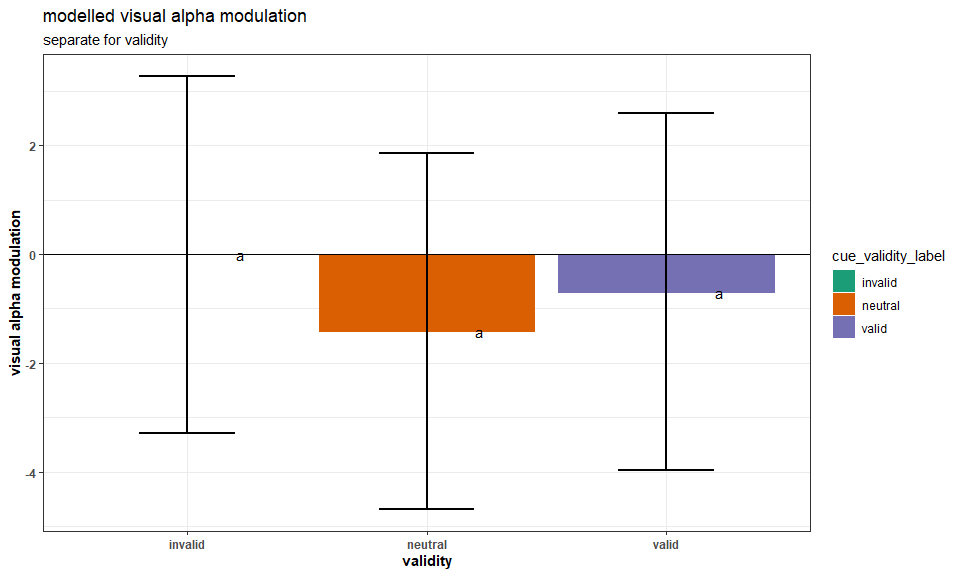 modelled visual alpha modulation
separate for validity
visual alpha modulation
2
0
-2
-4
a
a
a
invalid
neutral
valid
validity
cue_validity_label
invalid
neutral
valid